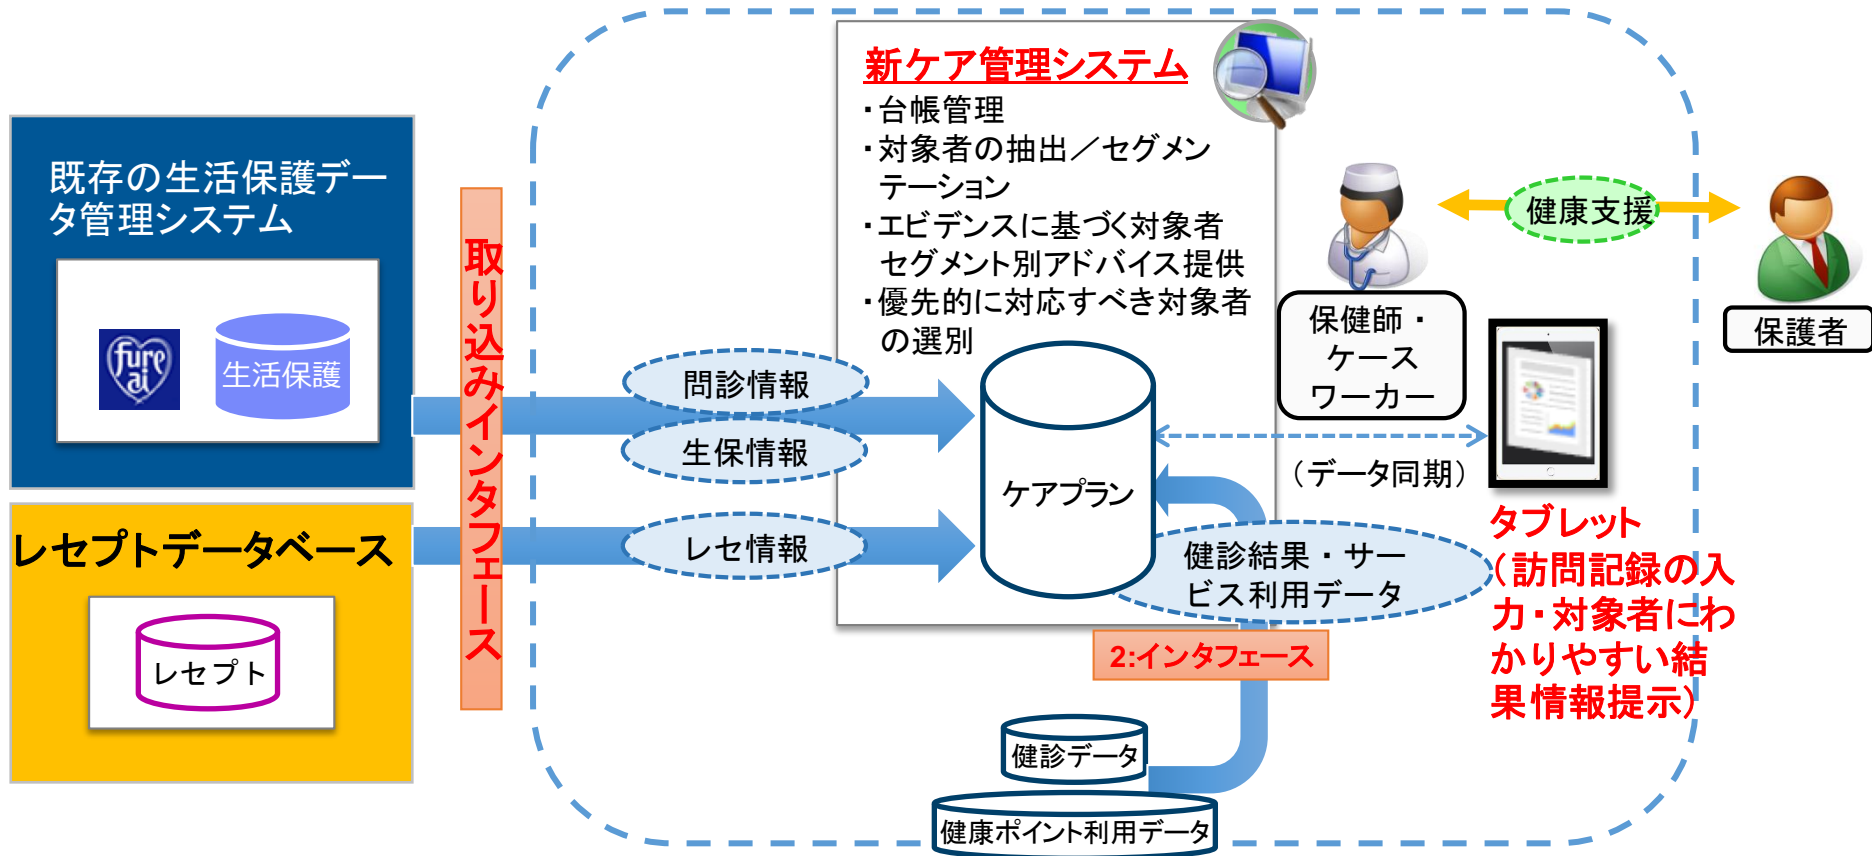 新ケア管理システム
・台帳管理
・対象者の抽出／セグメン
テーション
・エビデンスに基づく対象者
セグメント別アドバイス提供
・優先的に対応すべき対象者
の選別
既存の生活保護デー
タ管理システム
fure
ai
生活保護
レセプトデータベース
レセプト
取り込みインタフェース
問診情報
生保情報
レセ情報
ケアプラン
健診結果・サー
ビス利用データ
2:インタフェース
健診データ
健康ポイント利用データ
保健師・
ケース
ワーカー
健康支援
保護者
（データ同期）
タブレット
（訪問記録の入
力・対象者にわ
かりやすい結
果情報提示）